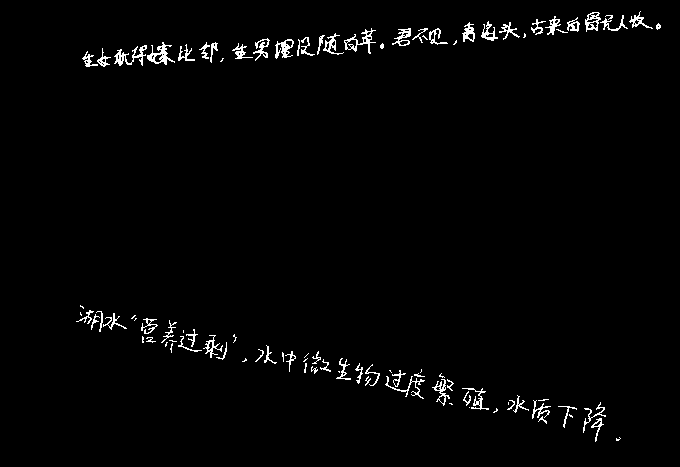 生女犹得嫁比邻，生男埋没随百草。君不见，青海头，古来白骨无人收。
湖水“营养过剩”，水中微生物过度繁殖，水质下降。